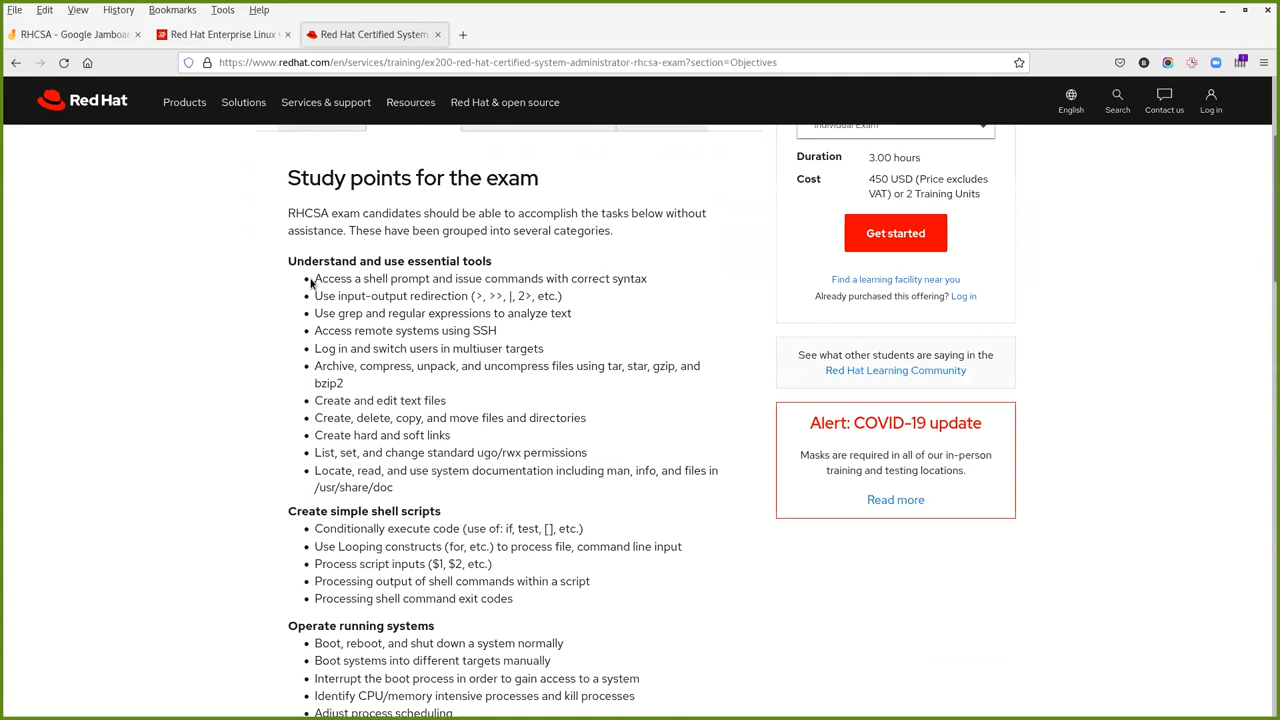 File Edit View History Bookmarks Tools Help
RHCSA - Google Jamboar
Red Hat Enterprise Linux
Red Hat Certified System
https://www.redhat.com/en/services/training/ex200-red-hat-certified-system-administrator-rhcsa-exam?section=Objectives
Red Hat
Products Solutions Services & support Resources Red Hat & open source
English Search Contact us Log in
Individual Exam
Duration 3.00 hours
Cost 450 USD (Price excludes
VAT) or 2 Training Units
Get started
Find a learning facility near you
Already purchased this offering? Log in
See what other students are saying in the
Red Hat Learning Community
Alert: COVID-19 update
Masks are required in all of our in-person
training and testing locations.
Read more
Study points for the exam
RHCSA exam candidates should be able to accomplish the tasks below without
assistance. These have been grouped into several categories.
Understand and use essential tools
• Access a shell prompt and issue commands with correct syntax
• Use input-output redirection (>, >>, |, 2>, etc.)
• Use grep and regular expressions to analyze text
• Access remote systems using SSH
• Log in and switch users in multiuser targets
• Archive, compress, unpack, and uncompress files using tar, star, gzip, and
bzip2
• Create and edit text files
• Create, delete, copy, and move files and directories
• Create hard and soft links
• List, set, and change standard ugo/rwx permissions
• Locate, read, and use system documentation including man, info, and files in
/usr/share/doc
Create simple shell scripts
• Conditionally execute code (use of: if, test, [], etc.)
• Use Looping constructs (for, etc.) to process file, command line input
• Process script inputs ($1, $2, etc.)
• Processing output of shell commands within a script
• Processing shell command exit codes
Operate running systems
• Boot, reboot, and shut down a system normally
• Boot systems into different targets manually
• Interrupt the boot process in order to gain access to a system
• Identify CPU/memory intensive processes and kill processes
• Adjust process scheduling